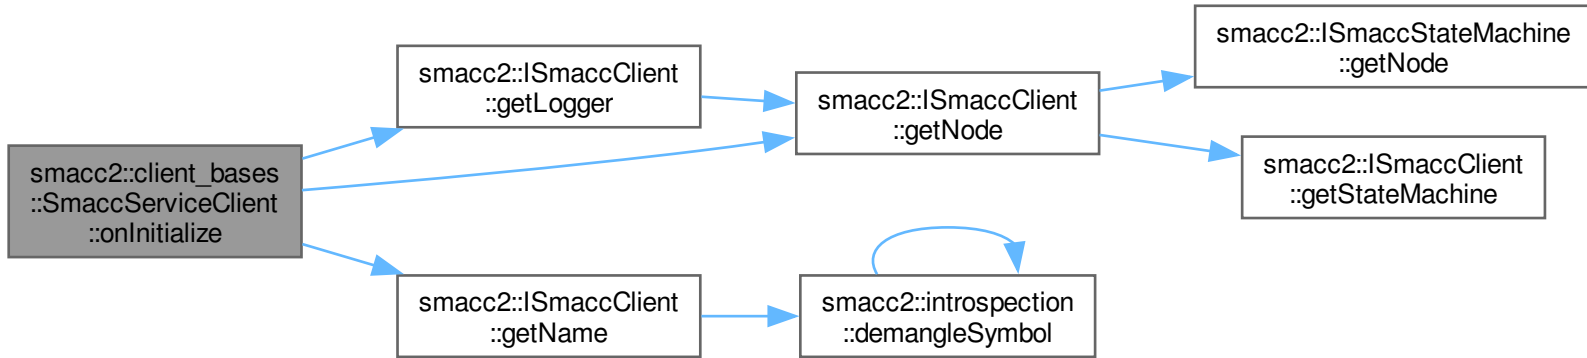 smacc2::client_bases
::SmaccServiceClient
::onInitialize
smacc2::ISmaccClient
::getLogger
smacc2::ISmaccClient
::getName
smacc2::ISmaccClient
::getNode
smacc2::introspection
::demangleSymbol
smacc2::ISmaccStateMachine
::getNode
smacc2::ISmaccClient
::getStateMachine